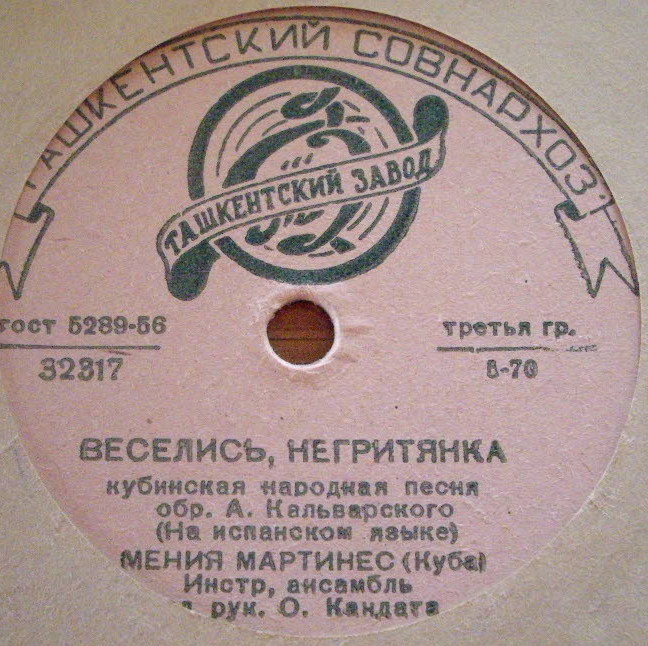 ТАШКЕНТСКИЙ СОВНАРХОЗ
ТАШКЕНТСКИЙ ЗАВОД
гост 5289-56
третья гр.
32317
8-70
ВЕСЕЛИСЬ, НЕГРИТЯНКА
кубинская народная песня
обр. А. Кальварского
(На испанском языке)
МЕНИЯ МАРТИНЕС (Куба)
Инстр, ансамбль
п рук. О. Кандата